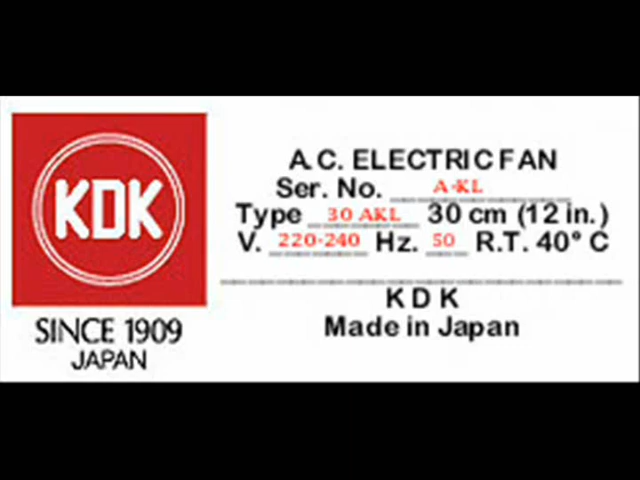 KDK
SINCE 1909
JAPAN
A.C. ELECTRIC FAN
Ser. No. A-KL
Type 30 AKL 30 cm (12 in.)
V. 220-240 Hz. 50 R.T. 40° C
KDK
Made in Japan